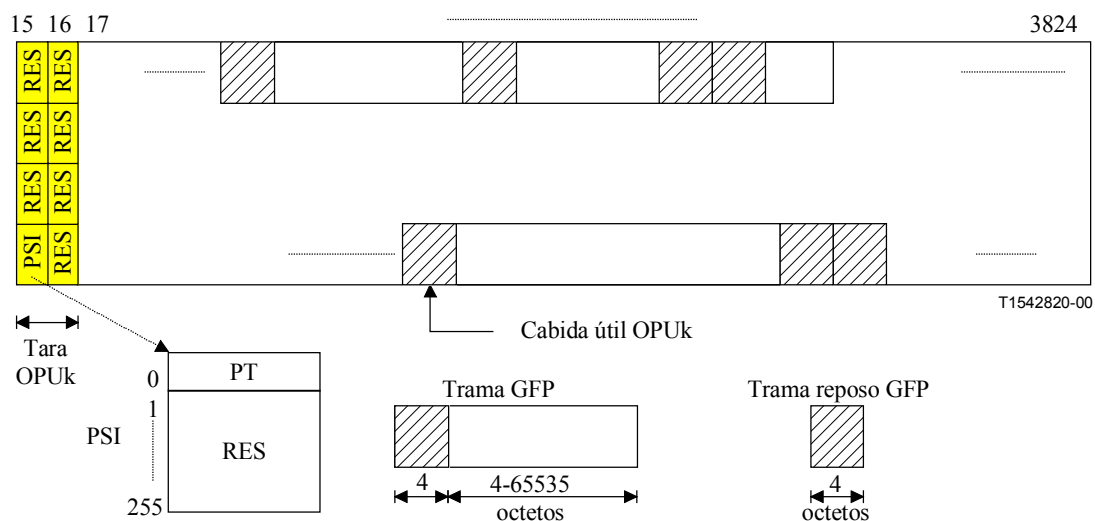 15 16 17 3824
RES RES
RES RES
RES RES
PSI RES
T1542820-00
Cabida útil OPUk
Tara
OPUk
0 PT
1
PSI RES
255
Trama GFP
4 4-65535
octetos
Trama reposo GFP
4
octetos